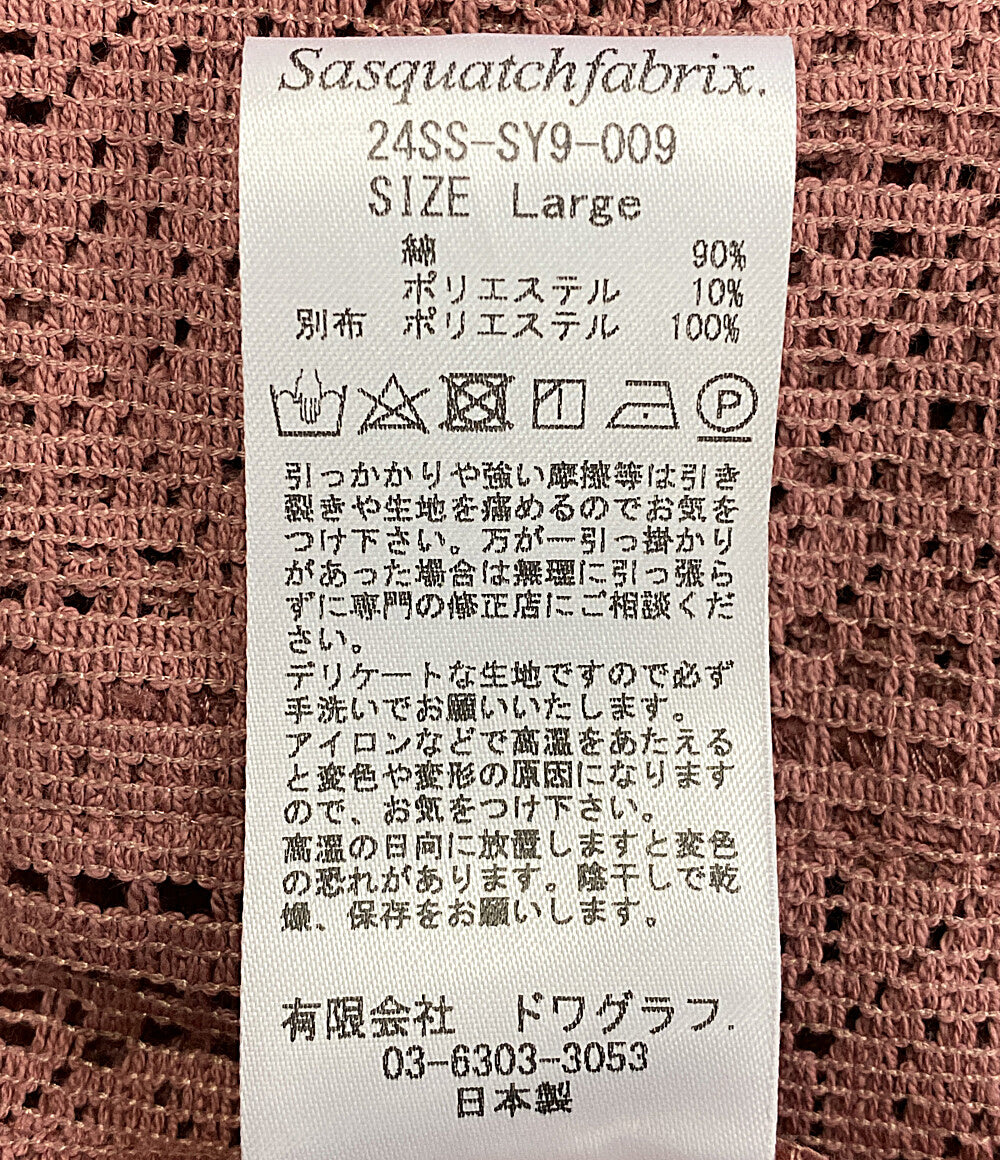 Sasquatchfabrix.
24SS-SY9-009
SIZE Large
綿 90%
ポリエステル 10%
別布 ポリエステル 100%
P
引っかかりや強い摩擦等は引き
裂きや生地を痛めるのでお気を
つけ下さい。万が一引っ掛かり
があった場合は無理に引っ張ら
ずに専門の修正店にご相談くだ
さい。
デリケートな生地ですので必ず
手洗いでお願いいたします。
アイロンなどで高温をあたえる
と変色や変形の原因になります
ので、お気をつけ下さい。
高温の日向に放置しますと変色
の恐れがあります。陰干しで乾
燥、保存をお願いします。
有限会社 ドワグラフ.
03-6303-3053
日本製